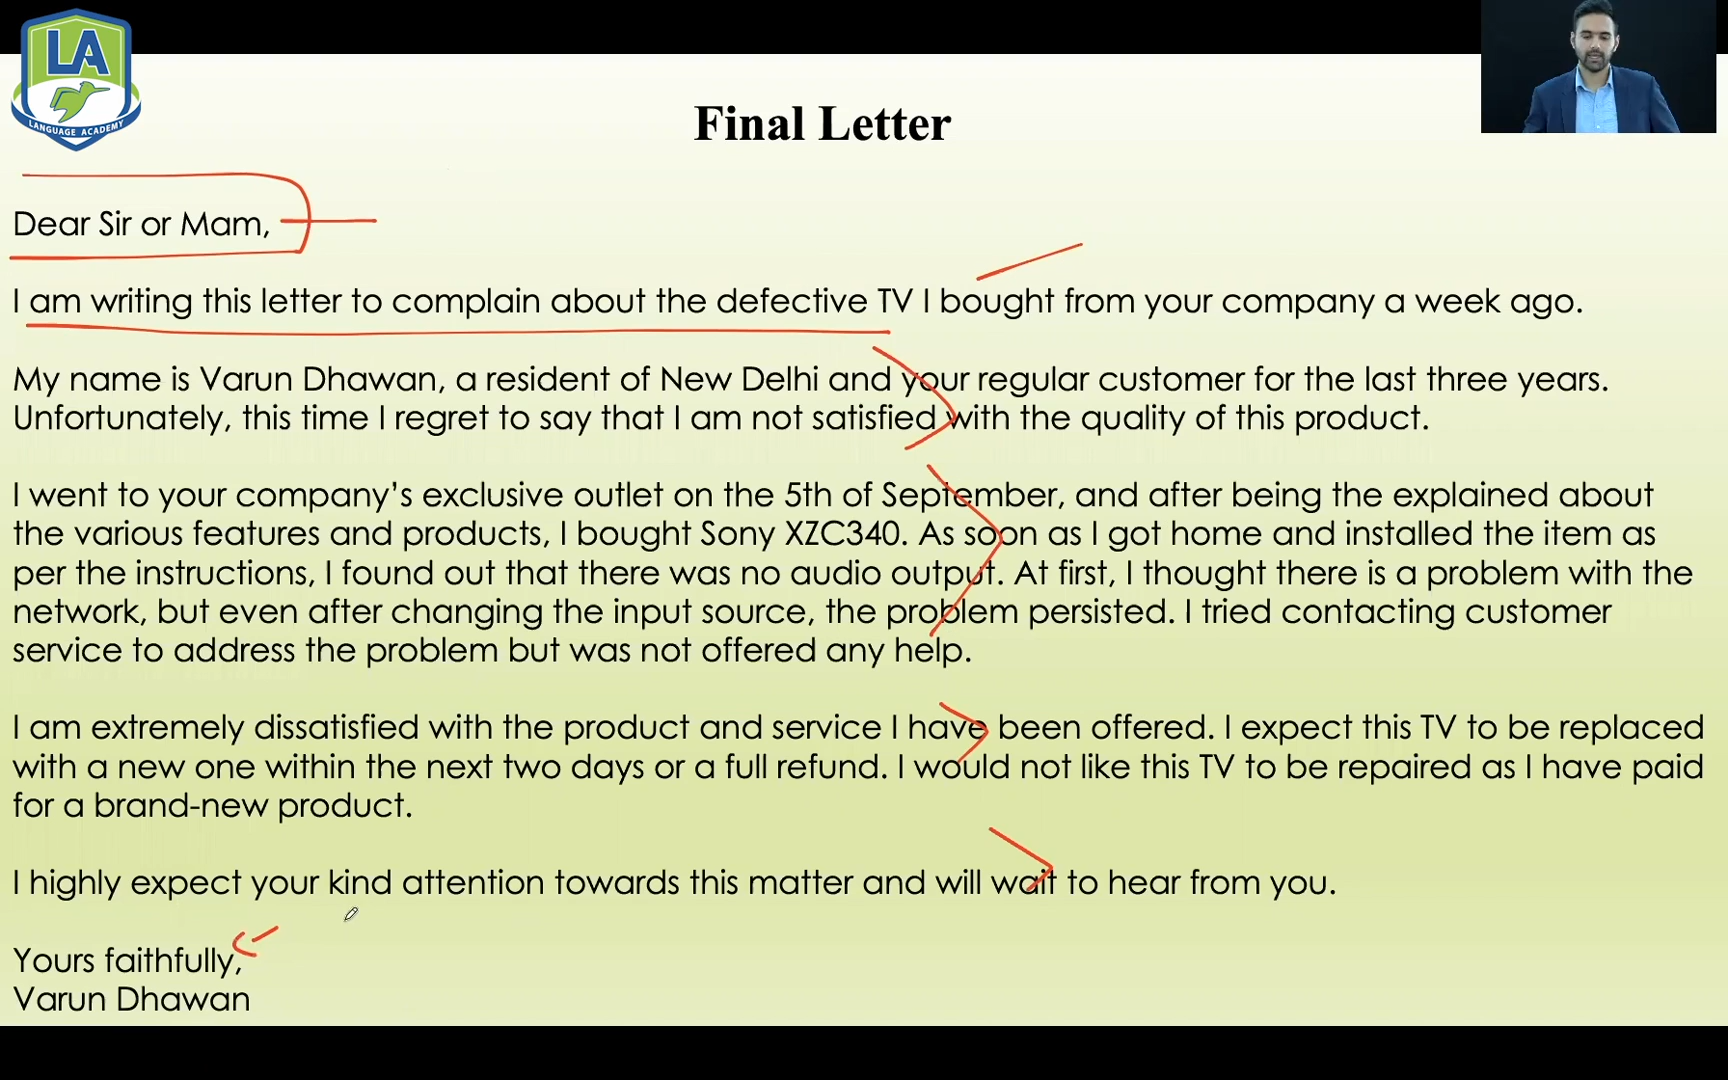 LA
LANGUAGE ACADEMY
Final Letter
Dear Sir or Mam,
I am writing this letter to complain about the defective TV I bought from your company a week ago.
My name is Varun Dhawan, a resident of New Delhi and your regular customer for the last three years.
Unfortunately, this time I regret to say that I am not satisfied with the quality of this product.
I went to your company’s exclusive outlet on the 5th of September, and after being the explained about
the various features and products, I bought Sony XZC340. As soon as I got home and installed the item as
per the instructions, I found out that there was no audio output. At first, I thought there is a problem with the
network, but even after changing the input source, the problem persisted. I tried contacting customer
service to address the problem but was not offered any help.
I am extremely dissatisfied with the product and service I have been offered. I expect this TV to be replaced
with a new one within the next two days or a full refund. I would not like this TV to be repaired as I have paid
for a brand-new product.
I highly expect your kind attention towards this matter and will wait to hear from you.
Yours faithfully,
Varun Dhawan